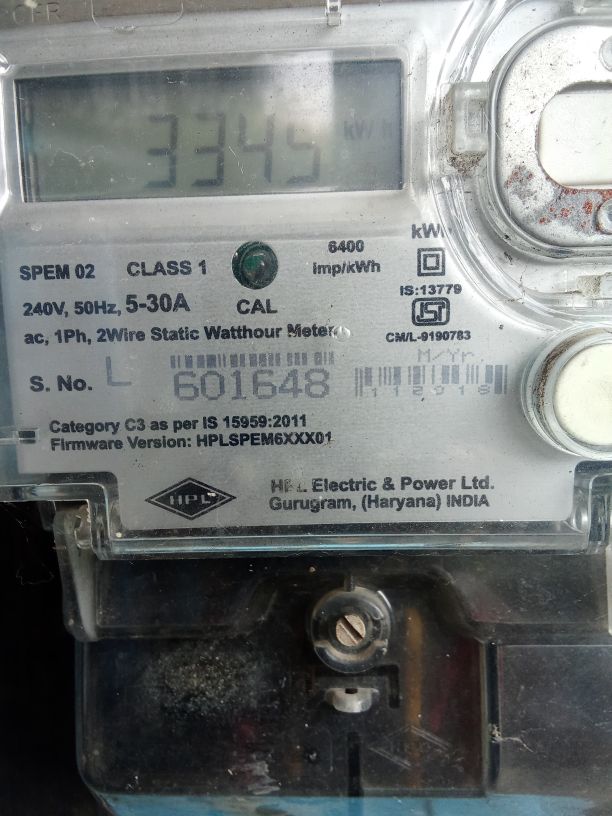 3345 kWh
kWh
SPEM 02 CLASS 1
6400
imp/kWh
IS:13779
240V, 50Hz, 5-30A CAL
ac, 1Ph, 2Wire Static Watthour Meter
CM/L-9190783
M/Yr.
S. No. L 601648
Category C3 as per IS 15959:2011
Firmware Version: HPLSPEM6XXX01
HPL
HPL Electric & Power Ltd.
Gurugram, (Haryana) INDIA